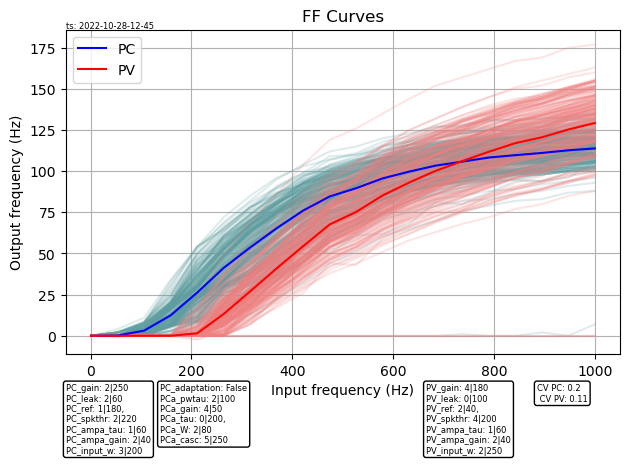 FF Curves
ts: 2022-10-28-12-45
PC
PV
Output frequency (Hz)
175
150
125
100
75
50
25
0
0
200
400
600
800
1000
Input frequency (Hz)
PC_gain: 2|250
PC_leak: 2|60
PC_ref: 1|180,
PC_spkthr: 2|220
PC_ampa_tau: 1|60
PC_ampa_gain: 2|40
PC_input_w: 3|200
PC_adaptation: False
PCa_pwtau: 2|100
PCa_gain: 4|50
PCa_tau: 0|200,
PCa_W: 2|80
PCa_casc: 5|250
PV_gain: 4|180
PV_leak: 0|100
PV_ref: 2|40,
PV_spkthr: 4|200
PV_ampa_tau: 1|60
PV_ampa_gain: 2|40
PV_input_w: 2|250
CV PC: 0.2
CV PV: 0.11